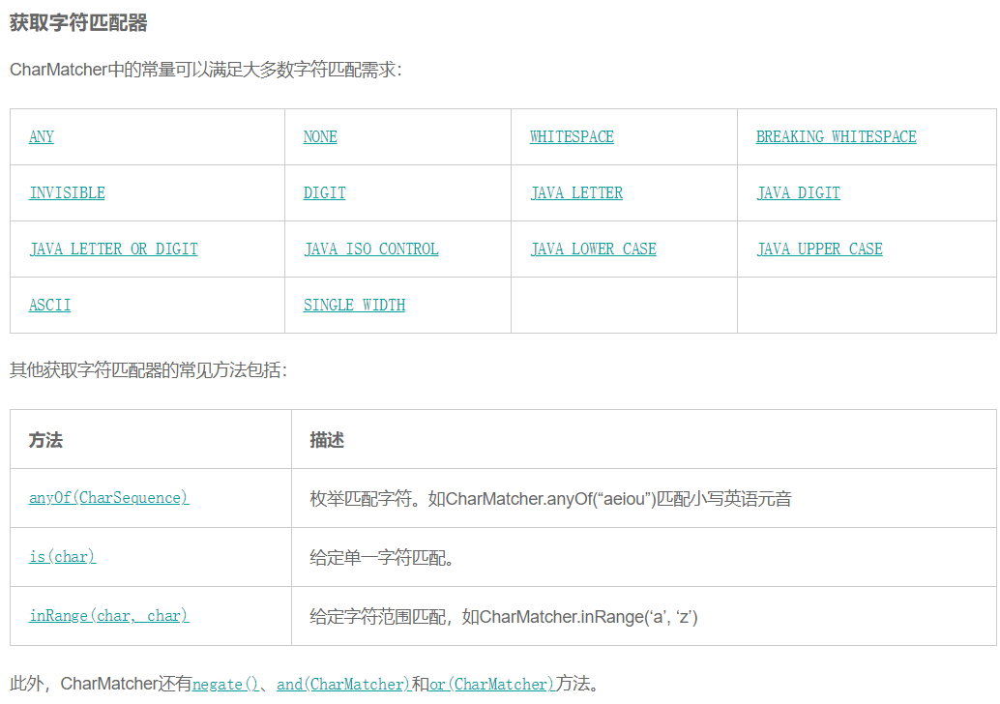 获取字符匹配器
CharMatcher中的常量可以满足大多数字符匹配需求：
ANY NONE WHITESPACE BREAKING_WHITESPACE
INVISIBLE DIGIT JAVA_LETTER JAVA_DIGIT
JAVA_LETTER_OR_DIGIT JAVA_ISO_CONTROL JAVA_LOWER_CASE JAVA_UPPER_CASE
ASCII SINGLE_WIDTH
其他获取字符匹配器的常见方法包括：
方法 描述
anyOf(CharSequence) 枚举匹配字符。如CharMatcher.anyOf(“aeiou”)匹配小写英语元音
is(char) 给定单一字符匹配。
inRange(char, char) 给定字符范围匹配，如CharMatcher.inRange(‘a’, ‘z’)
此外，CharMatcher还有negate()、and(CharMatcher)和or(CharMatcher)方法。